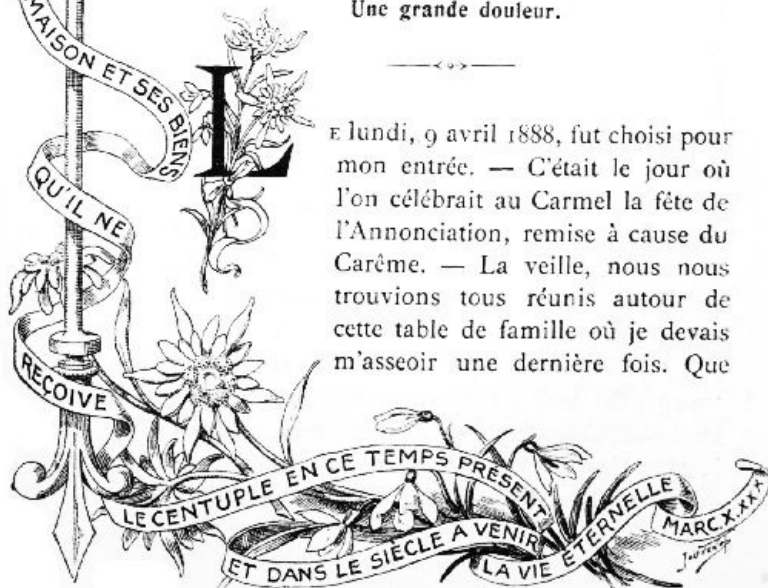 Une grande douleur.
MAISON ET SES BIENS
QU'IL NE
REÇOIVE
LE CENTUPLE EN CE TEMPS PRÉSENT
ET DANS LE SIÈCLE A VENIR
LA VIE ÉTERNELLE
MARC.X.XXX
LE lundi, 9 avril 1888, fut choisi pour
mon entrée. — C'était le jour où
l'on célébrait au Carmel la fête de
l'Annonciation, remise à cause du
Carême. — La veille, nous nous
trouvions tous réunis autour de
cette table de famille où je devais
m'asseoir une dernière fois. Que